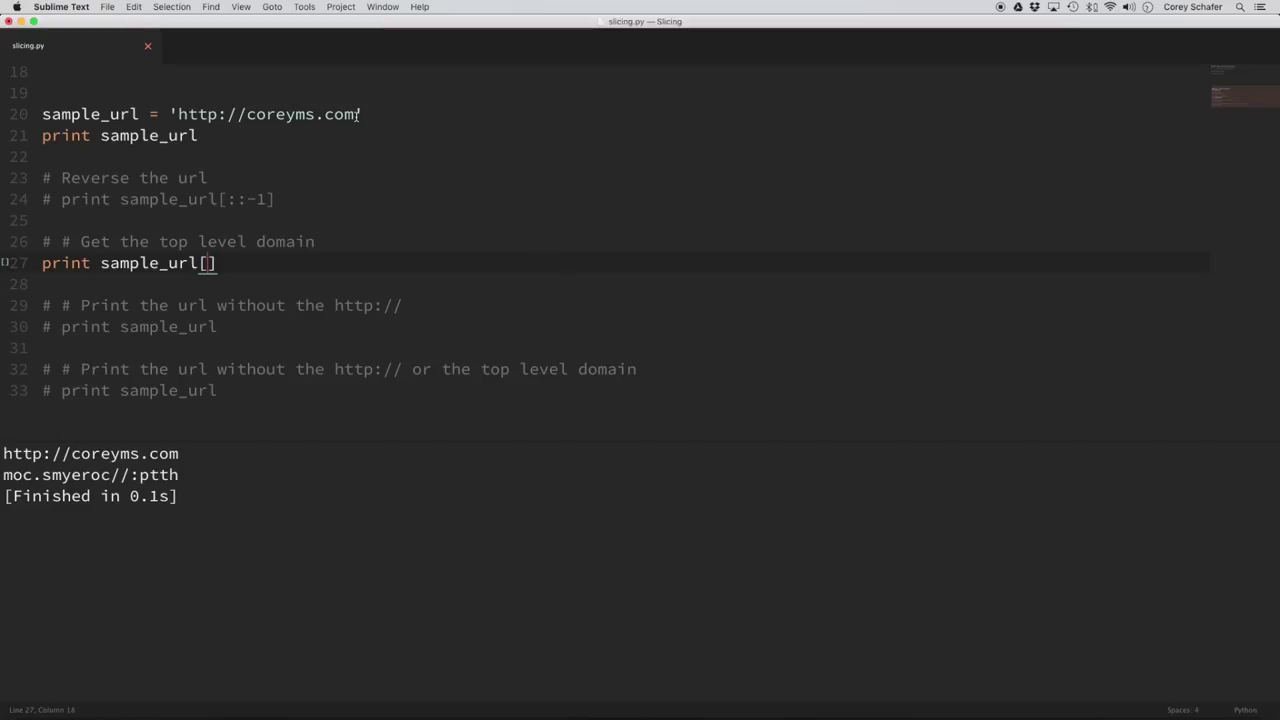 Sublime Text File Edit Selection Find View Goto Tools Project Window Help Corey Schafer
slicing.py — Slicing
slicing.py
18
19
20 sample_url = 'http://coreyms.com'
21 print sample_url
22
23 # Reverse the url
24 # print sample_url[::-1]
25
26 # # Get the top level domain
[] 27 print sample_url[]
28
29 # # Print the url without the http://
30 # print sample_url
31
32 # # Print the url without the http:// or the top level domain
33 # print sample_url
http://coreyms.com
moc.smyeroc//:ptth
[Finished in 0.1s]
Line 27, Column 18 Spaces: 4 Python